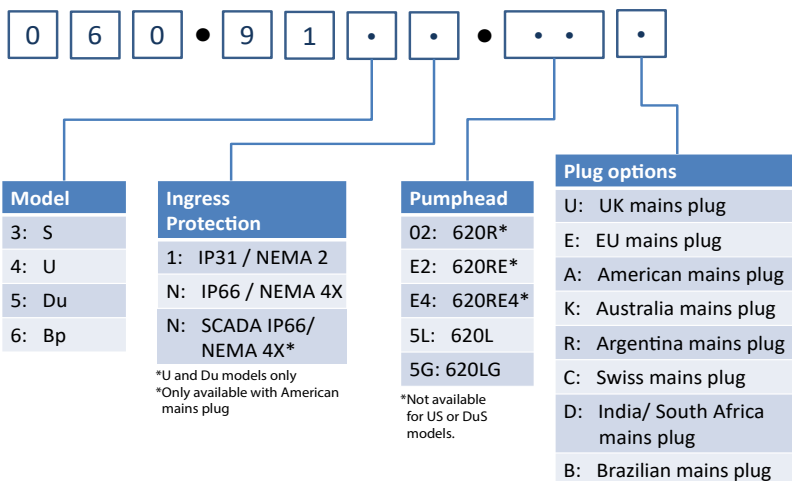 0 6 0 • 9 1 • • • • • •
Model
3: S
4: U
5: Du
6: Bp
Ingress
Protection
1: IP31 / NEMA 2
N: IP66 / NEMA 4X
N: SCADA IP66/
NEMA 4X*
*U and Du models only
*Only available with American
mains plug
Pumphead
02: 620R*
E2: 620RE*
E4: 620RE4*
5L: 620L
5G: 620LG
*Not available
for US or DuS
models.
Plug options
U: UK mains plug
E: EU mains plug
A: American mains plug
K: Australia mains plug
R: Argentina mains plug
C: Swiss mains plug
D: India/ South Africa
mains plug
B: Brazilian mains plug